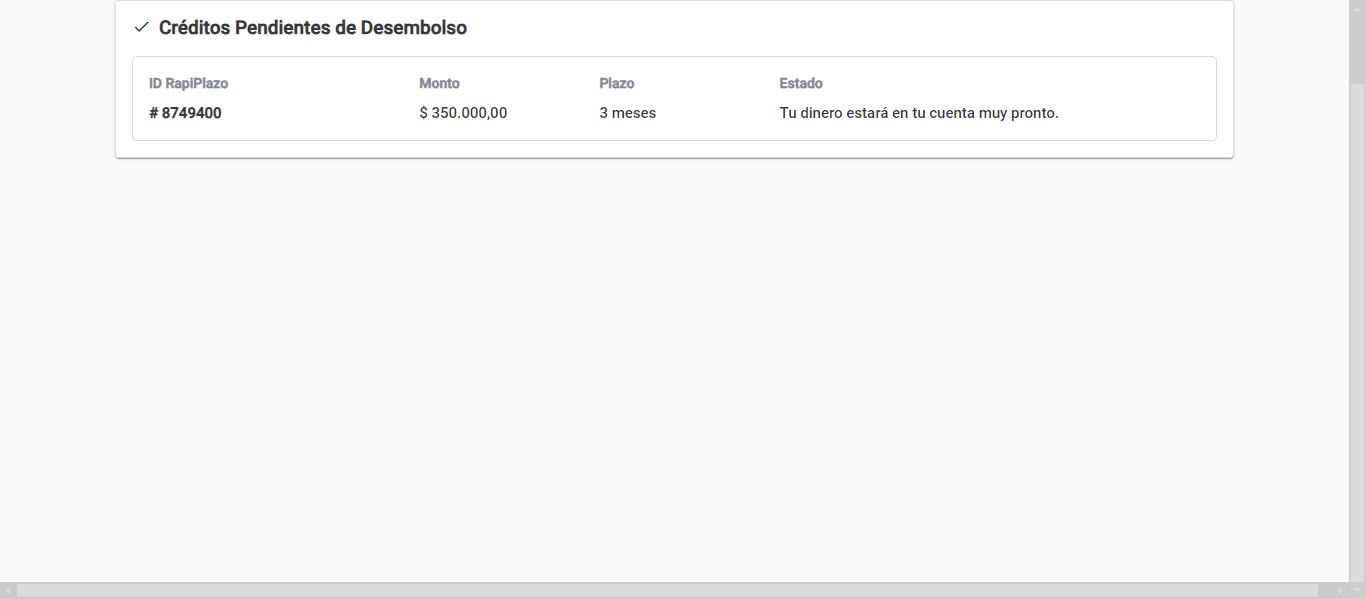 Créditos Pendientes de Desembolso
ID RapiPlazo Monto Plazo Estado
# 8749400 $ 350.000,00 3 meses Tu dinero estará en tu cuenta muy pronto.